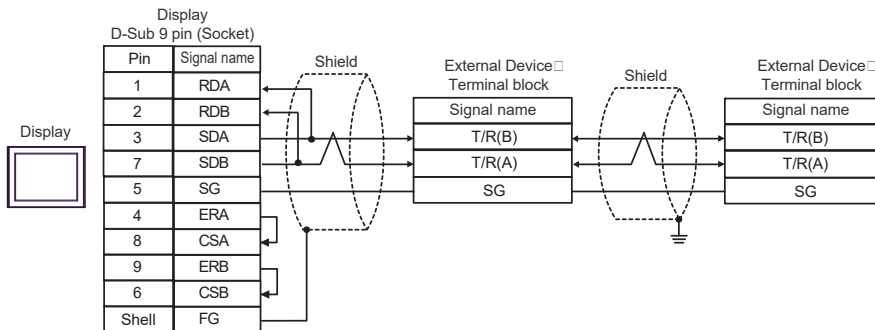 Display
D-Sub 9 pin (Socket)
Pin Signal name
1 RDA
2 RDB
3 SDA
7 SDB
5 SG
4 ERA
8 CSA
9 ERB
6 CSB
Shell FG
Display
Shield
External Device□
Terminal block
Signal name
T/R(B)
T/R(A)
SG
Shield
External Device□
Terminal block
Signal name
T/R(B)
T/R(A)
SG